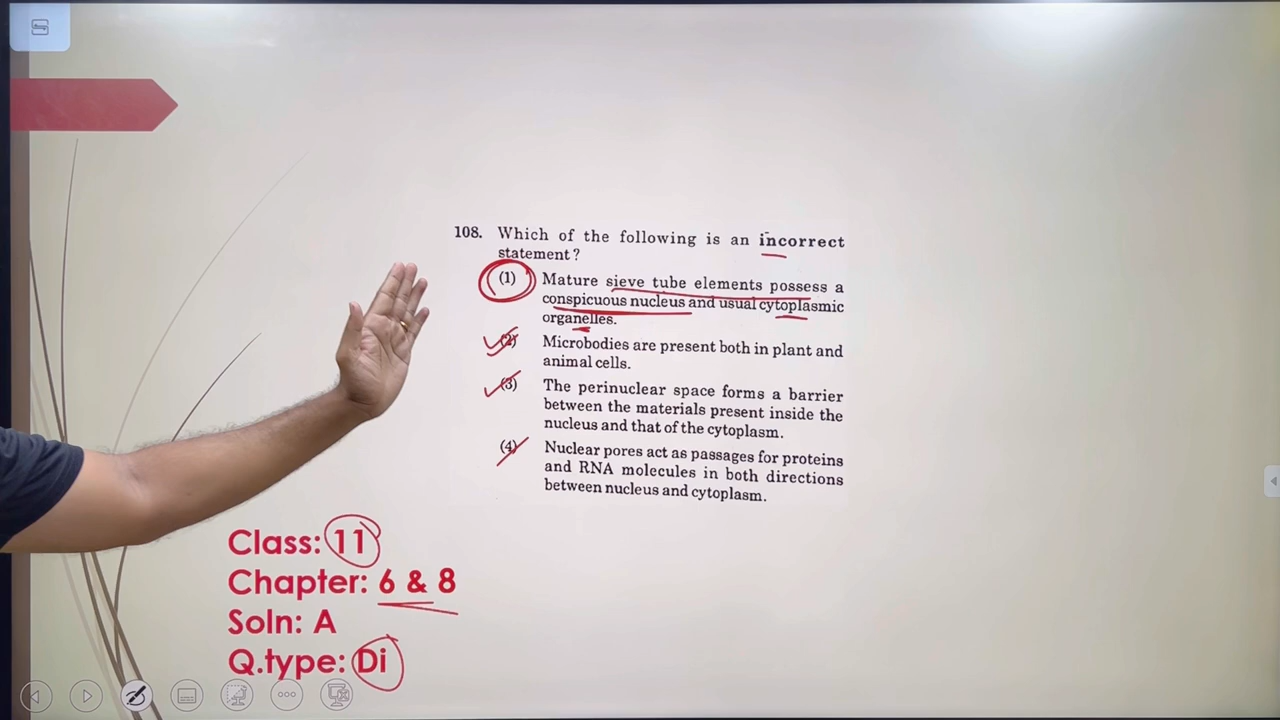 108. Which of the following is an incorrect
statement?
(1) Mature sieve tube elements possess a
conspicuous nucleus and usual cytoplasmic
organelles.
(2) Microbodies are present both in plant and
animal cells.
(3) The perinuclear space forms a barrier
between the materials present inside the
nucleus and that of the cytoplasm.
(4) Nuclear pores act as passages for proteins
and RNA molecules in both directions
between nucleus and cytoplasm.
Class: 11
Chapter: 6 & 8
Soln: A
Q.type: Di